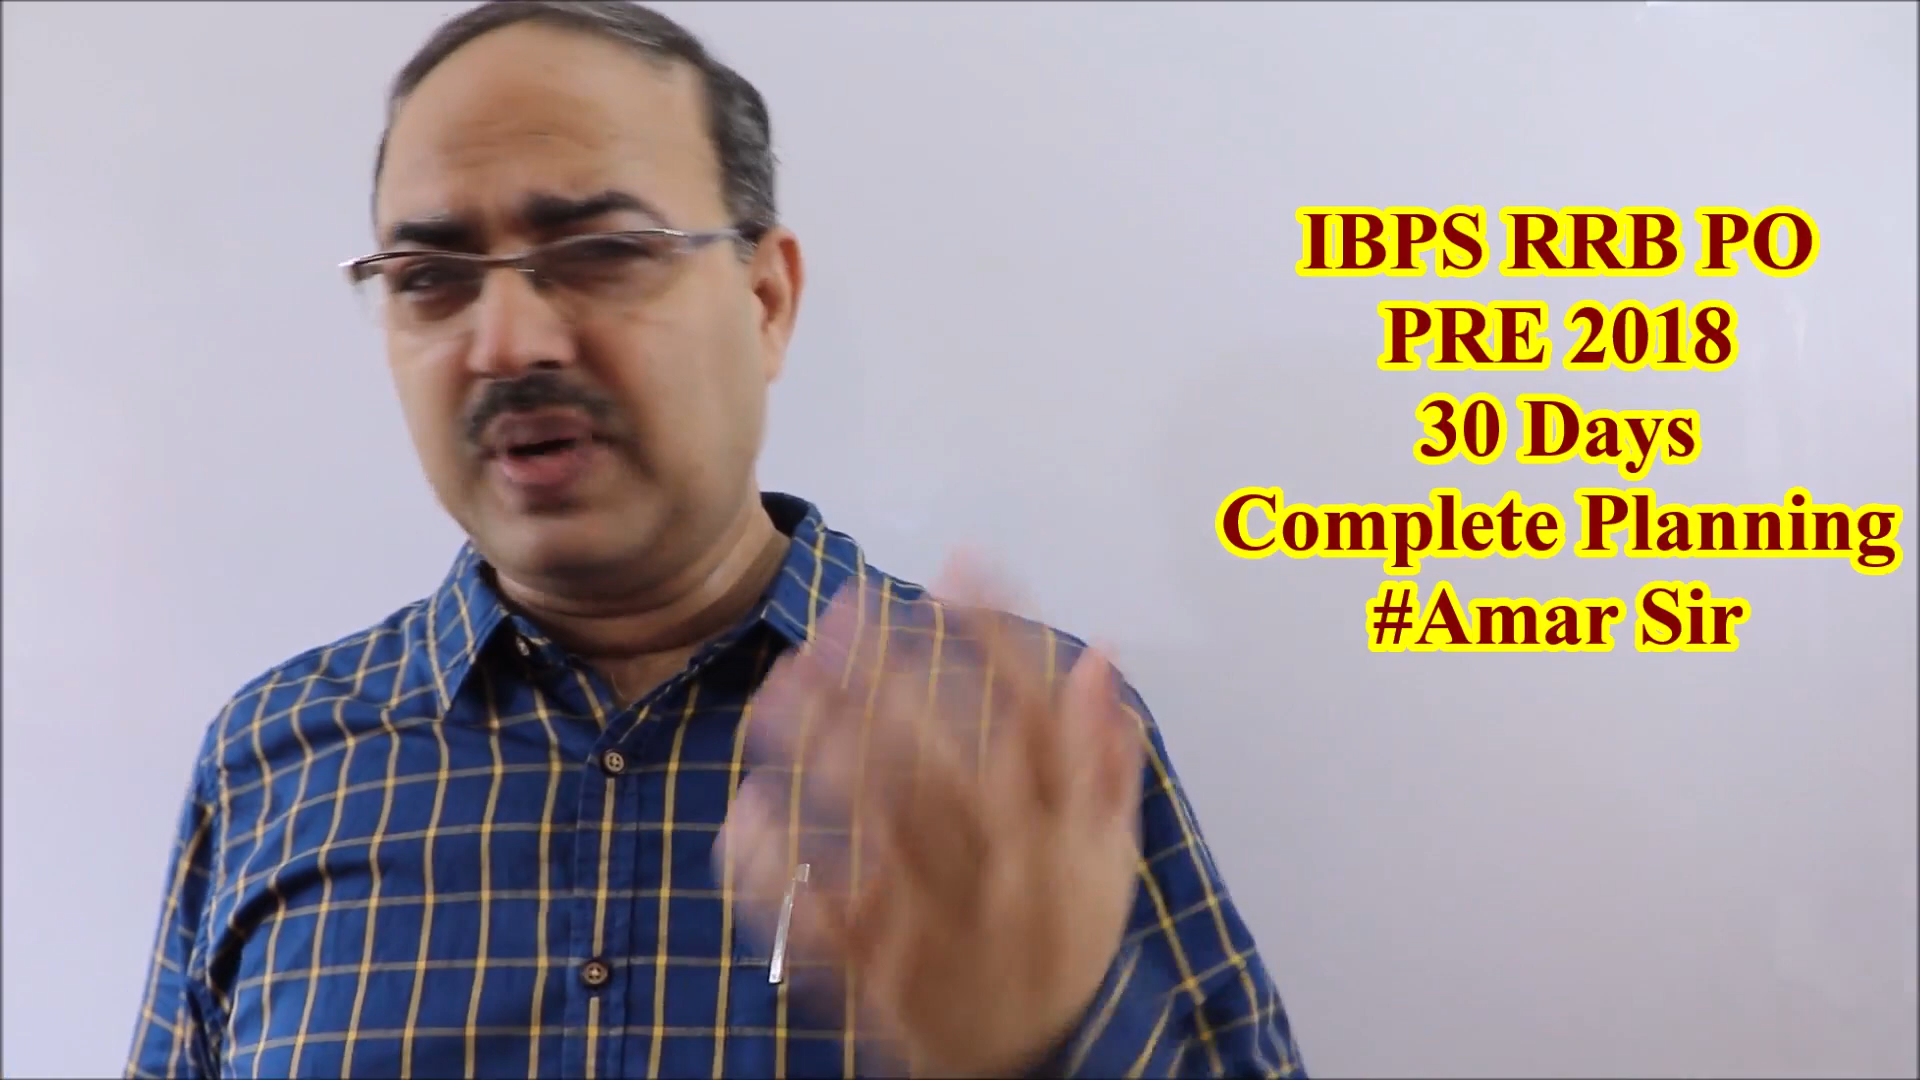 IBPS RRB PO
PRE 2018
30 Days
Complete Planning
#Amar Sir